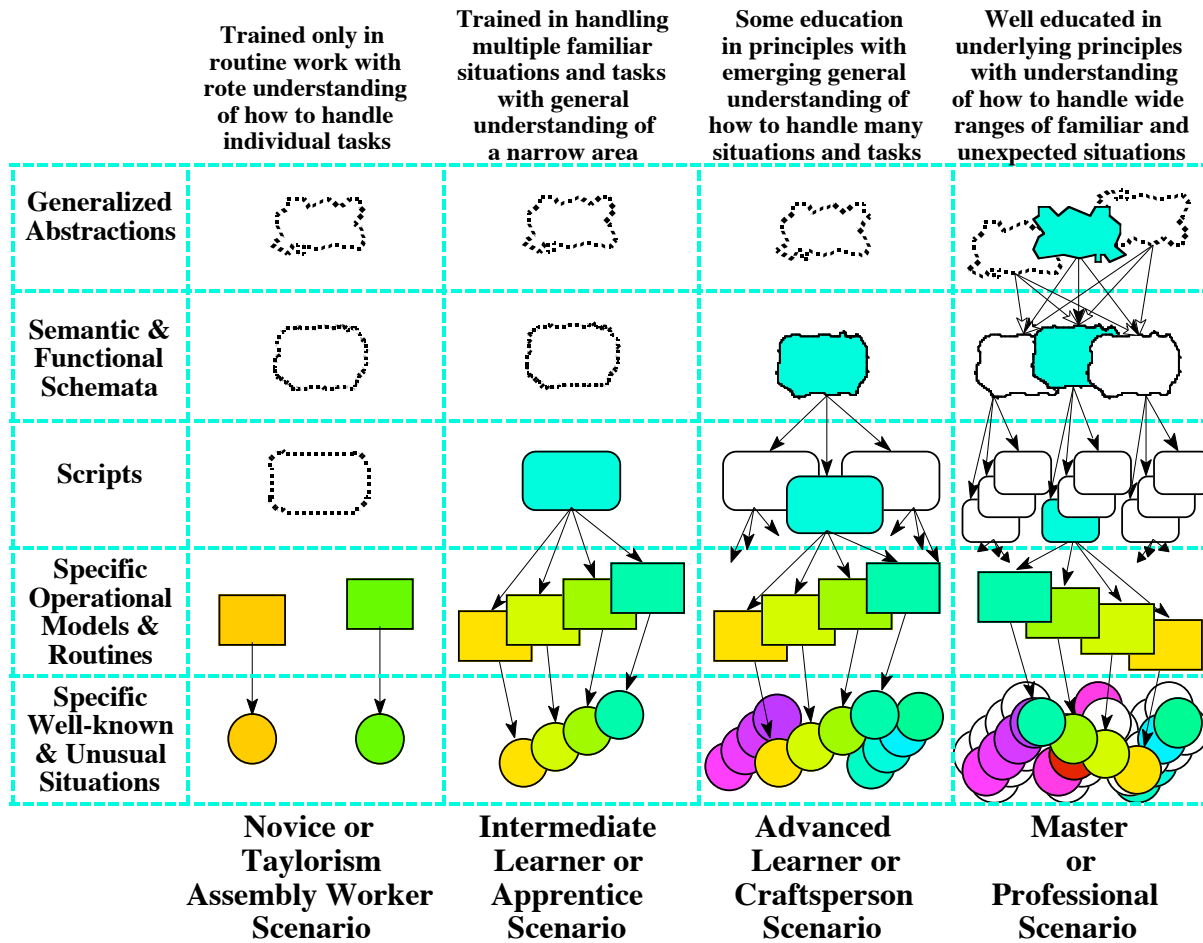 Trained only in
routine work with
rote understanding
of how to handle
individual tasks
Trained in handling
multiple familiar
situations and tasks
with general
understanding of
a narrow area
Some education
in principles with
emerging general
understanding of
how to handle many
situations and tasks
Well educated in
underlying principles
with understanding
of how to handle wide
ranges of familiar and
unexpected situations
Generalized
Abstractions
Semantic &
Functional
Schemata
Scripts
Specific
Operational
Models &
Routines
Specific
Well-known
& Unusual
Situations
Novice or
Taylorism
Assembly Worker
Scenario
Intermediate
Learner or
Apprentice
Scenario
Advanced
Learner or
Craftsperson
Scenario
Master
or
Professional
Scenario